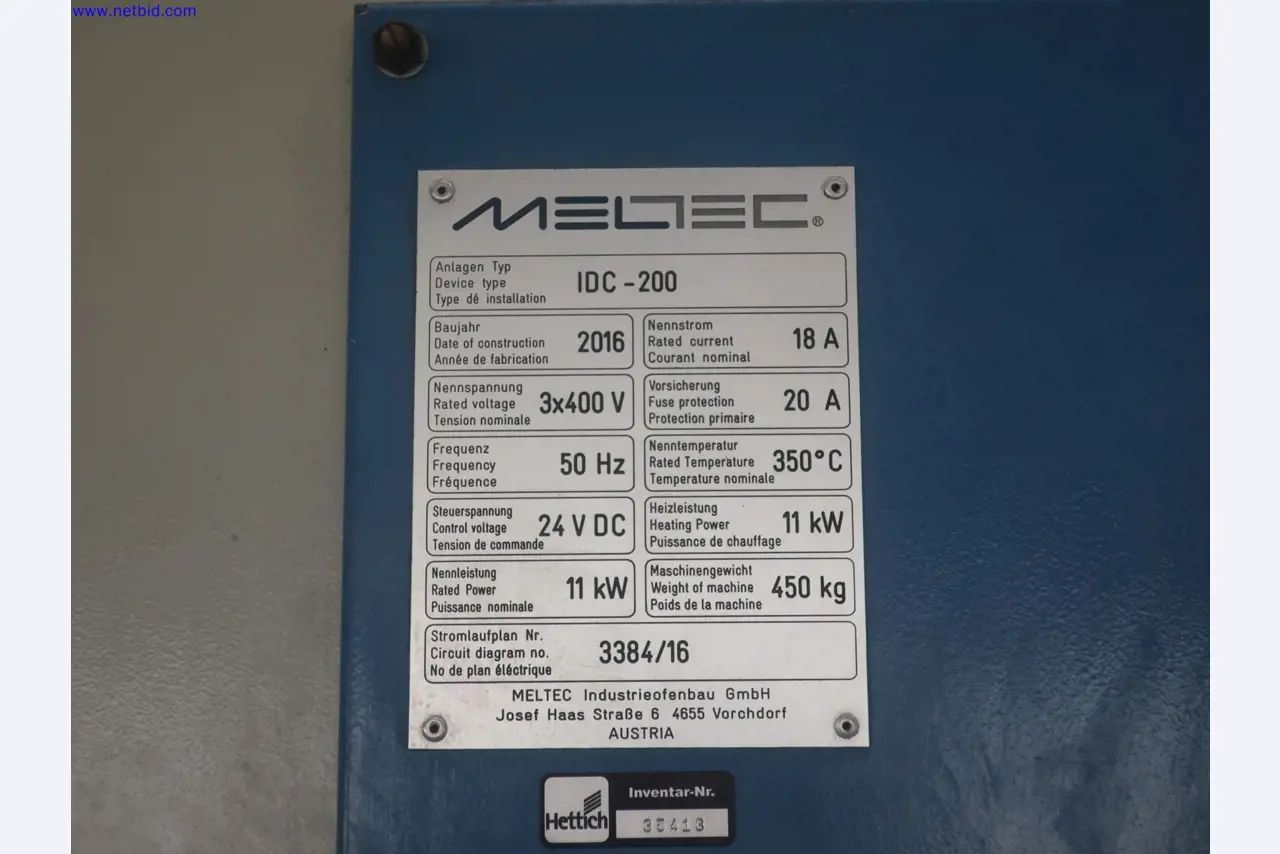 www.netbid.com
MELTEC®
Anlagen Typ
Device type
Type dé installation
IDC - 200
Baujahr
Date of construction
Année de fabrication
2016
Nennstrom
Rated current
Courant nominal
18 A
Nennspannung
Rated voltage
Tension nominale
3x400 V
Vorsicherung
Fuse protection
Protection primaire
20 A
Frequenz
Frequency
Fréquence
50 Hz
Nenntemperatur
Rated Temperature
Temperature nominale
350°C
Steuerspannung
Control voltage
Tension de commande
24 V DC
Heizleistung
Heating Power
Puissance de chauffage
11 kW
Nennleistung
Rated Power
Puissance nominale
11 kW
Maschinengewicht
Weight of machine
Poids de la machine
450 kg
Stromlaufplan Nr.
Circuit diagram no.
No de plan éléctrique
3384/16
MELTEC Industrieofenbau GmbH
Josef Haas Straße 6 4655 Vorchdorf
AUSTRIA
Hettich
Inventar-Nr.
35413